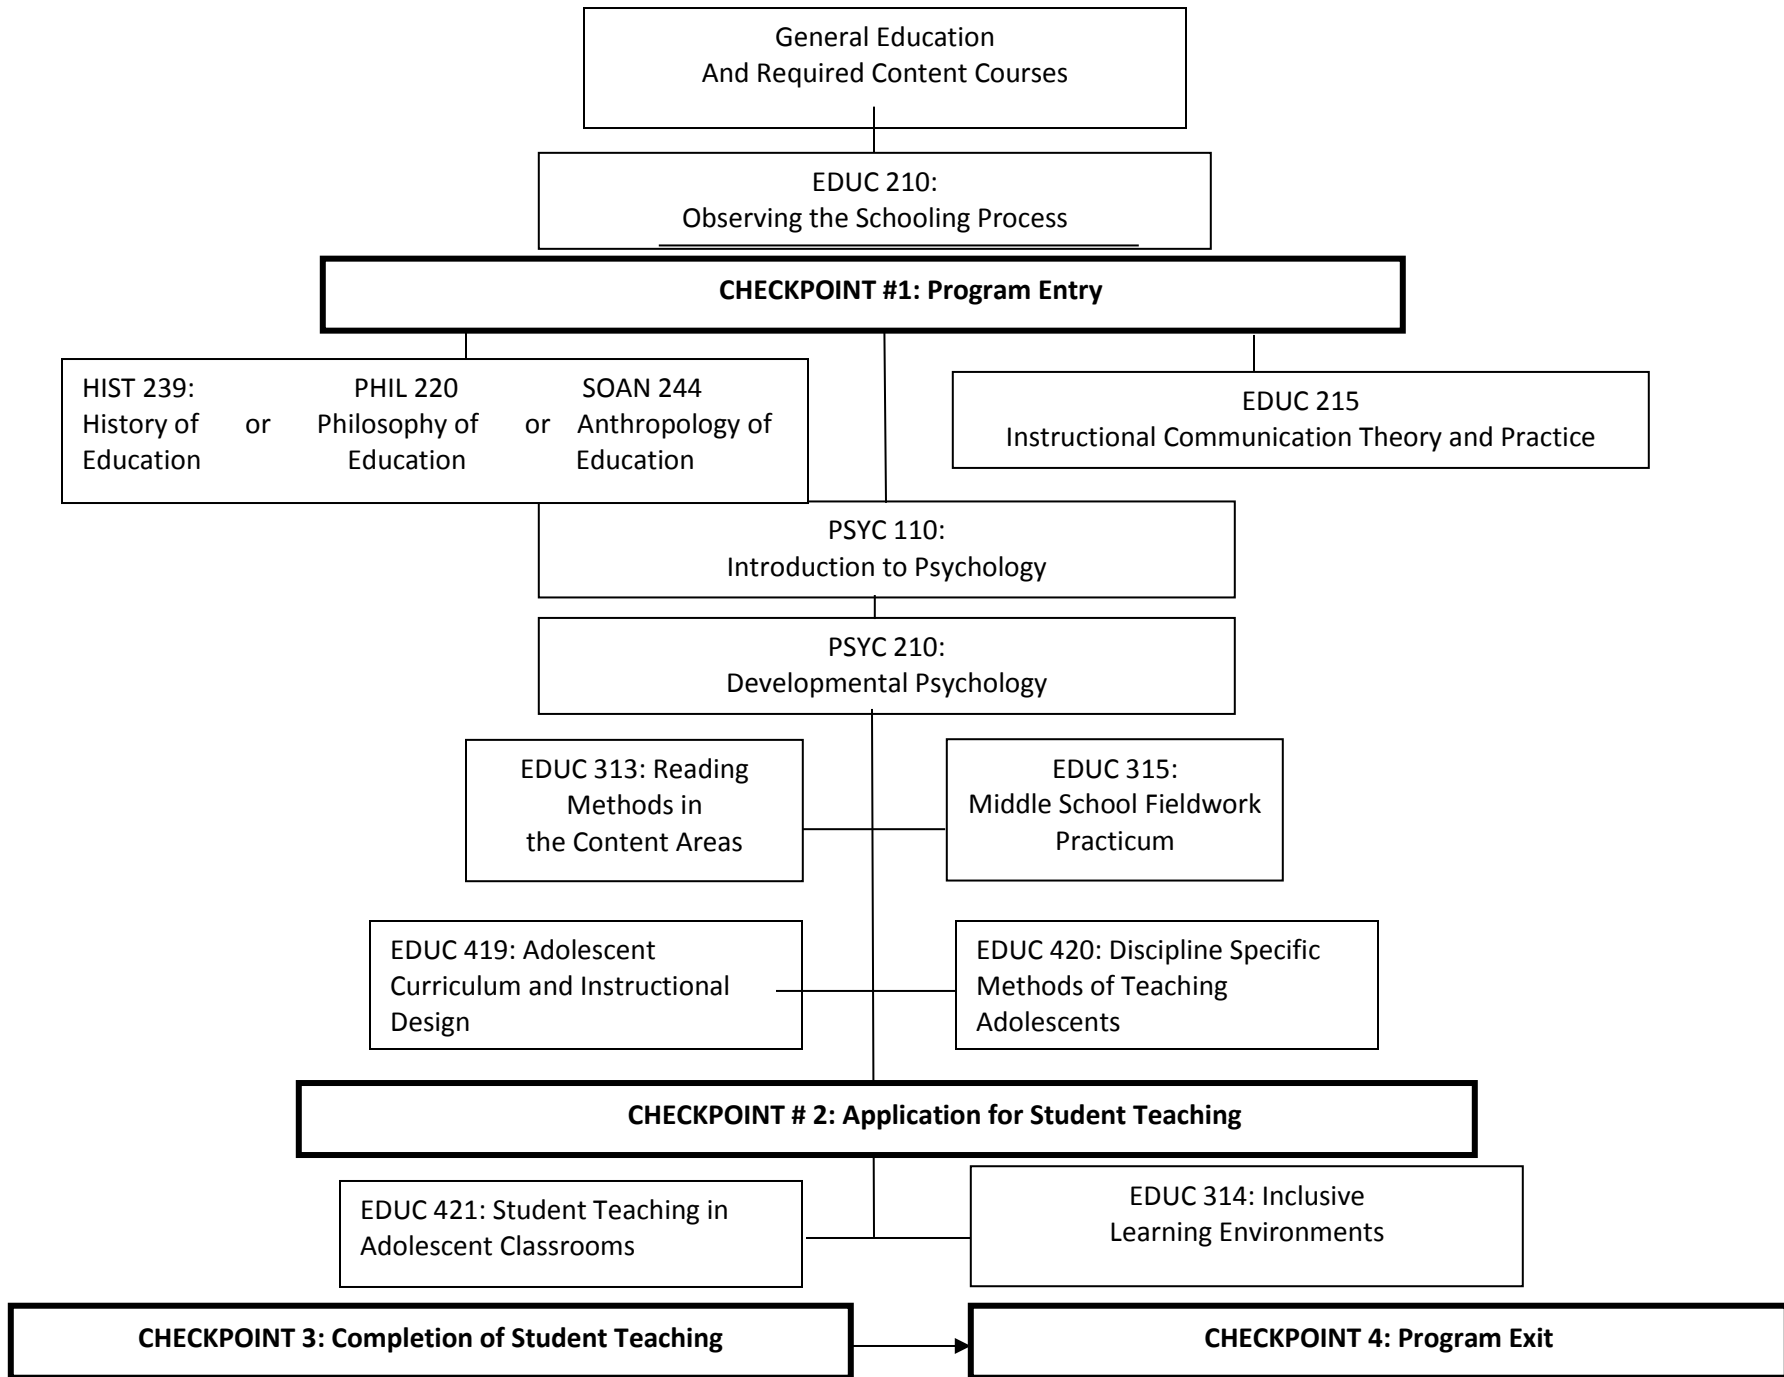 General Education
And Required Content Courses
EDUC 210:
Observing the Schooling Process
CHECKPOINT #1: Program Entry
HIST 239: PHIL 220 SOAN 244
History of or Philosophy of or Anthropology of
Education Education Education
EDUC 215
Instructional Communication Theory and Practice
PSYC 110:
Introduction to Psychology
PSYC 210:
Developmental Psychology
EDUC 313: Reading
Methods in
the Content Areas
EDUC 315:
Middle School Fieldwork
Practicum
EDUC 419: Adolescent
Curriculum and Instructional
Design
EDUC 420: Discipline Specific
Methods of Teaching
Adolescents
CHECKPOINT # 2: Application for Student Teaching
EDUC 421: Student Teaching in
Adolescent Classrooms
EDUC 314: Inclusive
Learning Environments
CHECKPOINT 3: Completion of Student Teaching
CHECKPOINT 4: Program Exit